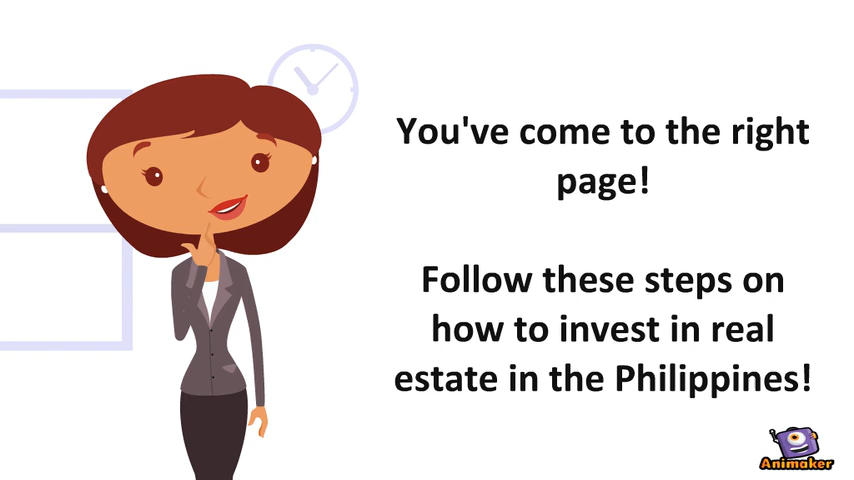 You've come to the right
page!
Follow these steps on
how to invest in real
estate in the Philippines!
Animaker